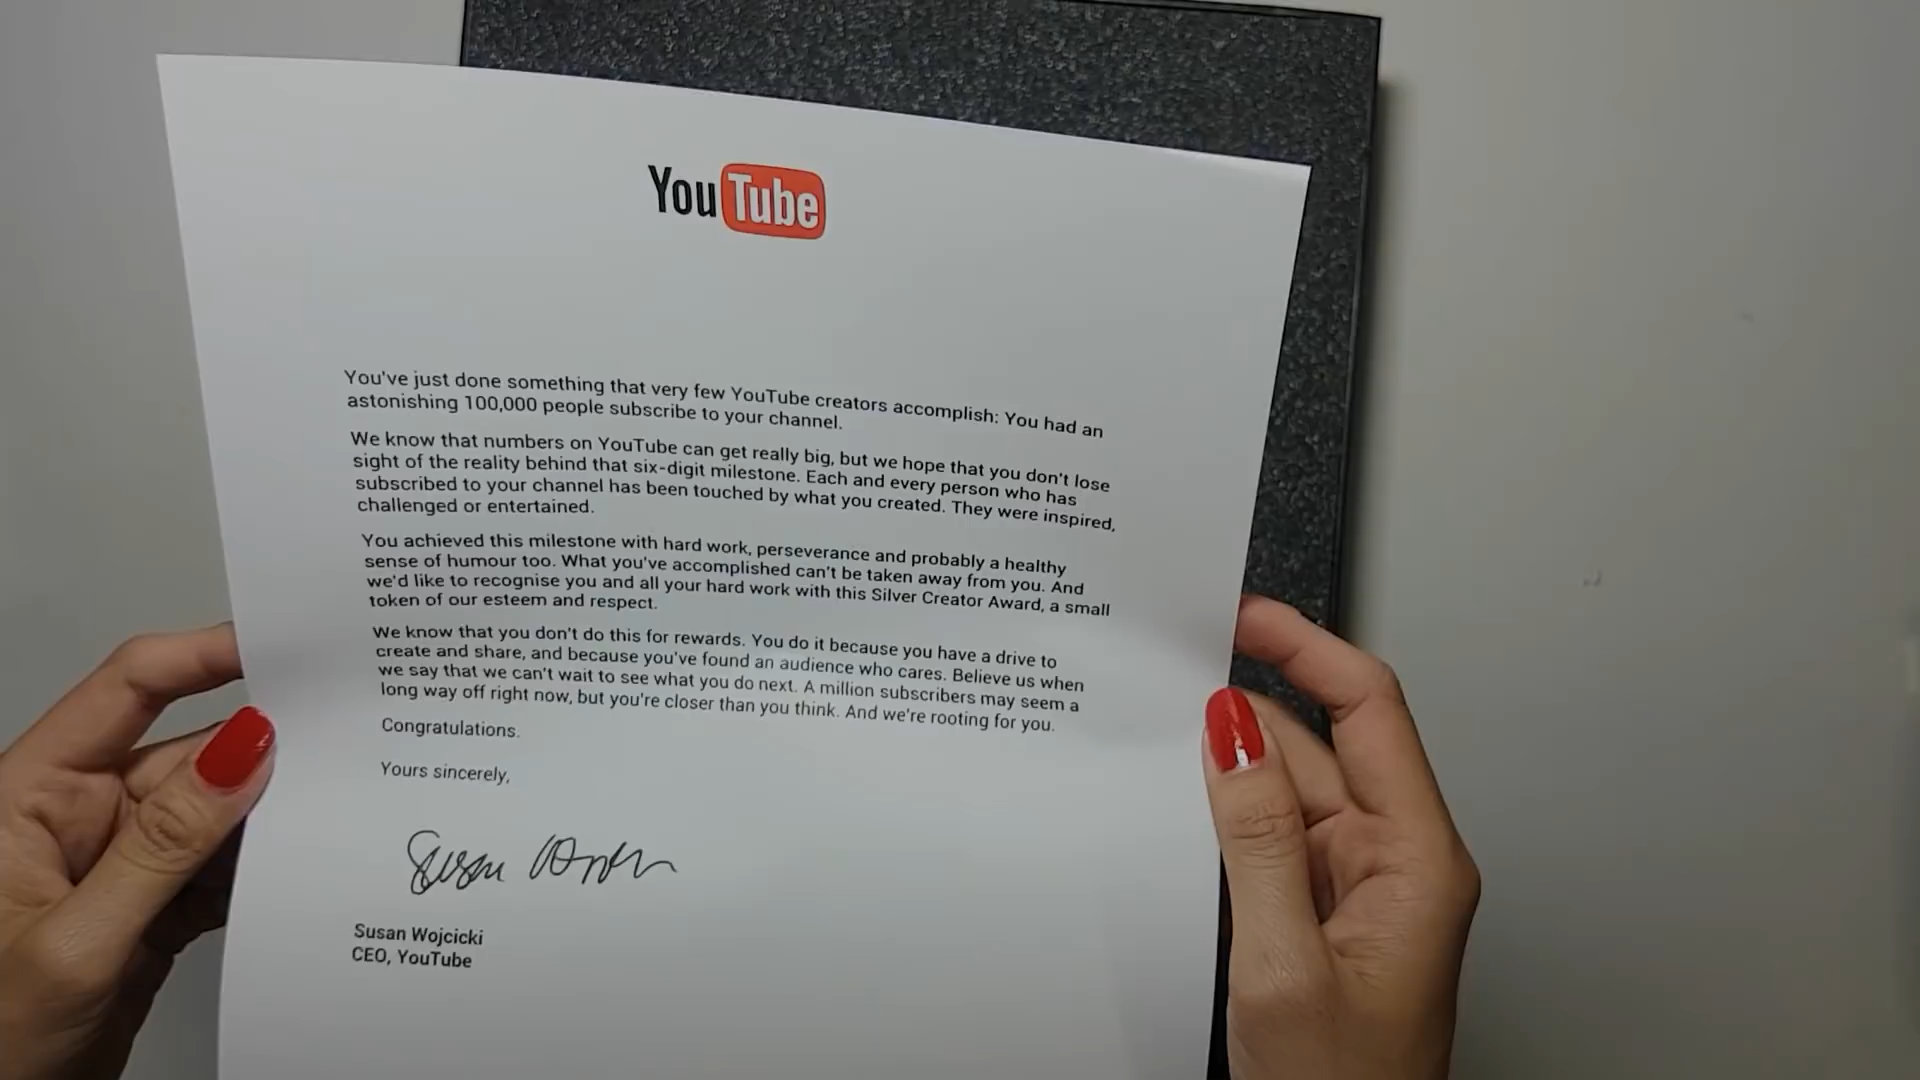 YouTube
You've just done something that very few YouTube creators accomplish: You had an
astonishing 100,000 people subscribe to your channel.
We know that numbers on YouTube can get really big, but we hope that you don't lose
sight of the reality behind that six-digit milestone. Each and every person who has
subscribed to your channel has been touched by what you created. They were inspired,
challenged or entertained.
You achieved this milestone with hard work, perseverance and probably a healthy
sense of humour too. What you've accomplished can't be taken away from you. And
we'd like to recognise you and all your hard work with this Silver Creator Award, a small
token of our esteem and respect.
We know that you don't do this for rewards. You do it because you have a drive to
create and share, and because you've found an audience who cares. Believe us when
we say that we can't wait to see what you do next. A million subscribers may seem a
long way off right now, but you're closer than you think. And we're rooting for you.
Congratulations.
Yours sincerely,
Susan Wojcicki
CEO, YouTube